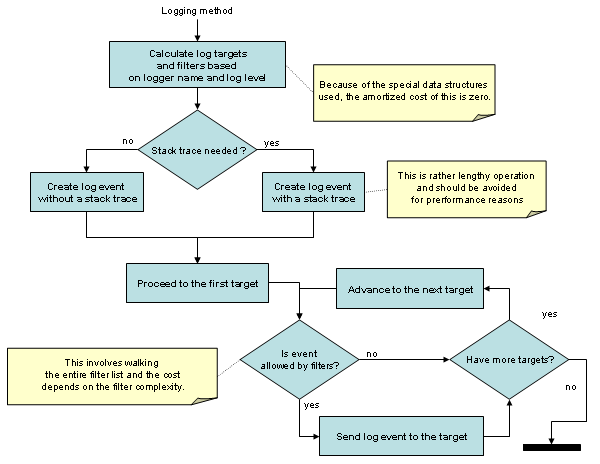 Logging method
Calculate log targets
and filters based
on logger name and log level
Because of the special data structures
used, the amortized cost of this is zero.
no
Stack trace needed ?
yes
Create log event
without a stack trace
Create log event
with a stack trace
This is rather lengthy operation
and should be avoided
for prerformance reasons
Proceed to the first target
Advance to the next target
yes
This involves walking
the entire filter list and the cost
depends on the filter complexity.
Is event
allowed by filters?
no
Have more targets?
no
yes
Send log event to the target